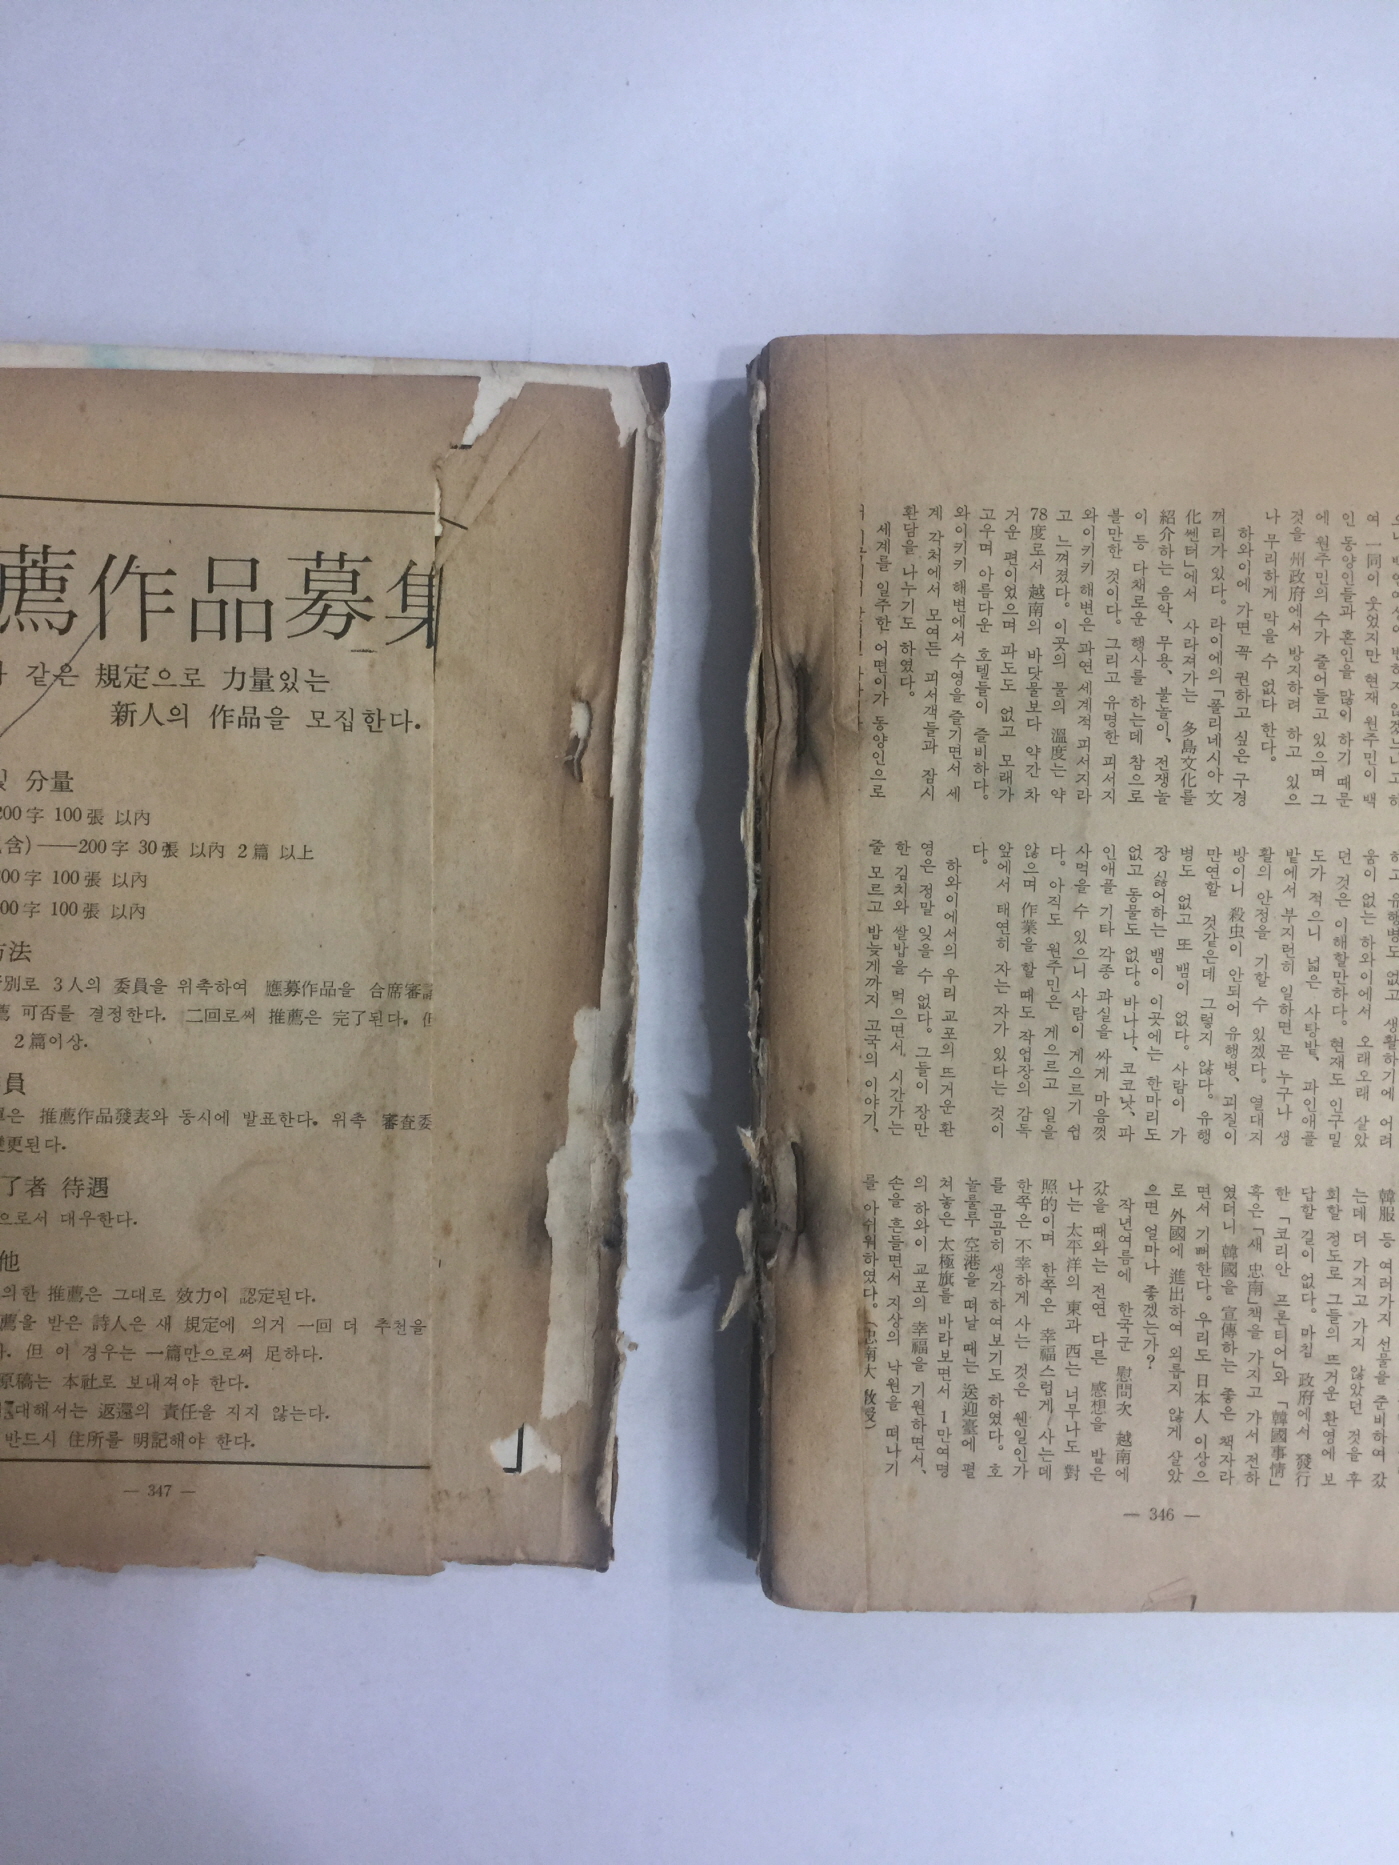 薦作品募集
같은 規定으로 力量있는
新人의 作品을 모집한다.
分量
200字 100張 以內
含)——200字 30張 以內 2篇 以上
00字 100張 以內
00字 100張 以內
方法
別로 3人의 委員을 위촉하여 應募作品을 合席審
薦 可否를 결정한다. 二回로써 推薦은 完了된다. 但
2篇이상.
員
은 推薦作品發表와 동시에 발표한다. 위촉 審査委
變更된다.
了者 待遇
으로서 대우한다.
他
의한 推薦은 그대로 效力이 認定된다.
薦을 받은 詩人은 새 規定에 의거 一回 더 추천을
但 이 경우는 一篇만으로써 足하다.
原稿는 本社로 보내져야 한다.
대해서는 返還의 責任을 지지 않는다.
반드시 住所를 明記해야 한다.
— 347 —
여 一同이 웃었지만 현재 원주민이 백
인 동양인들과 혼인을 많이 하기 때문
에 원주민의 수가 줄어들고 있으며 그
것을 州政府에서 방지하려 하고 있으
나 무리하게 막을 수 없다 한다.
하와이에 가면 꼭 권하고 싶은 구경
꺼리가 있다. 라이에의 「폴리네시아 文
化쎈터」에서 사라져가는 多島文化를
紹介하는 음악, 무용, 불놀이, 전쟁놀
이 등 다채로운 행사를 하는데 참으로
볼만한 것이다. 그리고 유명한 피서지
와이키키 해변은 과연 세계적 피서지라
고 느껴졌다. 이곳의 물의 溫度는 약
78度로서 越南의 바닷물보다 약간 차
거운 편이었으며 파도도 없고 모래가
고우며 아름다운 호텔들이 즐비하다.
와이키키 해변에서 수영을 즐기면서 세
계 각처에서 모여든 피서객들과 잠시
환담을 나누기도 하였다.
세계를 일주한 어떤이가 동양인으로
하고 유행병도 없고 생활하기에 어려
움이 없는 하와이에서 오래오래 살았
던 것은 이해할만하다. 현재도 인구밀
도가 적으니 넓은 사탕밭, 파인애플
밭에서 부지런히 일하면 곧 누구나 생
활의 안정을 기할 수 있겠다. 열대지
방이니 殺虫이 안되어 유행병, 괴질이
만연할 것같은데 그렇지 않다. 유행
병도 없고 또 뱀이 없다. 사람이 가
장 싫어하는 뱀이 이곳에는 한마리도
없고 동물도 없다. 바나나, 코코낫, 파
인애플 기타 각종 과실을 싸게 마음껏
사먹을 수 있으니 사람이 게으르기 쉽
다. 아직도 원주민은 게으르고 일을
않으며 作業을 할 때도 작업장의 감독
앞에서 태연히 자는 자가 있다는 것이
다.
하와이에서의 우리 교포의 뜨거운 환
영은 정말 잊을 수 없다. 그들이 장만
한 김치와 쌀밥을 먹으면서 시간가는
줄 모르고 밤늦게까지 고국의 이야기,
韓服 등 여러가지 선물을 준비하여 갔
는데 더 가지고 가지 않았던 것을 후
회할 정도로 그들의 뜨거운 환영에 보
답할 길이 없다. 마침 政府에서 發行
한 「코리안 프론티어」와 「韓國事情」
혹은 「새 忠南」책을 가지고 가서 전하
였더니 韓國을 宣傳하는 좋은 책자라
면서 기뻐한다. 우리도 日本人 이상으
로 外國에 進出하여 외롭지 않게 살았
으면 얼마나 좋겠는가?
작년여름에 한국군 慰問次 越南에
갔을 때와는 전연 다른 感想을 받은
나는 太平洋의 東과 西는 너무나도 對
照的이며 한쪽은 幸福스럽게 사는데
한쪽은 不幸하게 사는 것은 웬일인가
를 곰곰히 생각하여보기도 하였다. 호
놀룰루 空港을 떠날 때는 送迎臺에 펼
쳐놓은 太極旗를 바라보면서 1만여명
의 하와이 교포의 幸福을 기원하면서,
손을 흔들면서 지상의 낙원을 떠나기
를 아쉬워하였다. (忠南大 敎授)
— 346 —